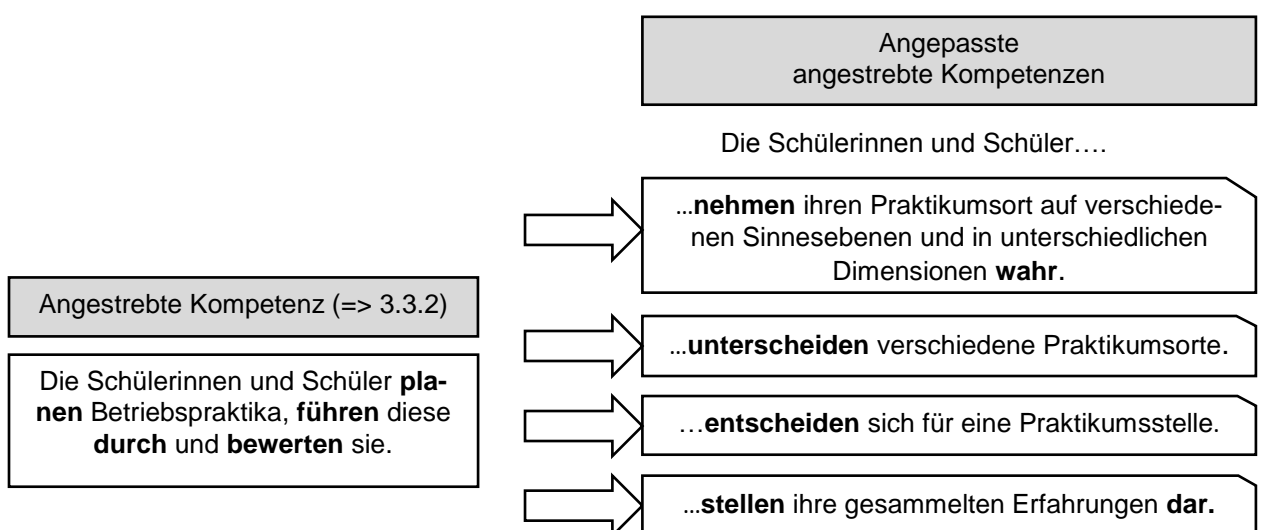 Angepasste
angestrebte Kompetenzen
Die Schülerinnen und Schüler….
...nehmen ihren Praktikumsort auf verschiede-
nen Sinnesebenen und in unterschiedlichen
Dimensionen wahr.
Angestrebte Kompetenz (=> 3.3.2)
Die Schülerinnen und Schüler pla-
nen Betriebspraktika, führen diese
durch und bewerten sie.
...unterscheiden verschiedene Praktikumsorte.
…entscheiden sich für eine Praktikumsstelle.
...stellen ihre gesammelten Erfahrungen dar.